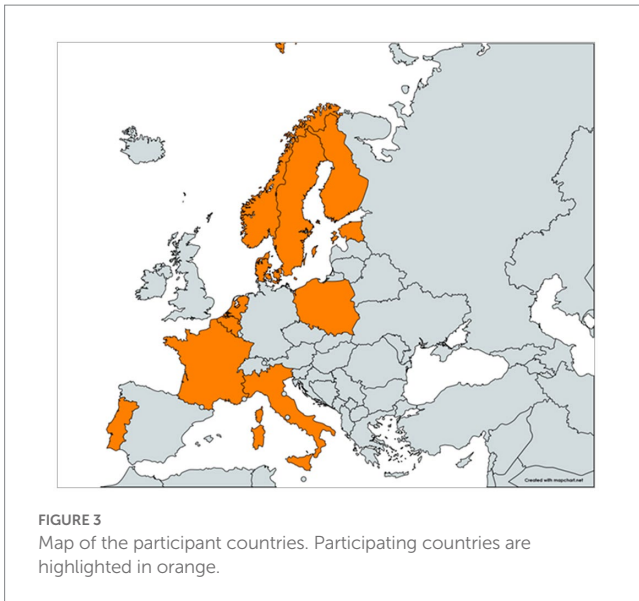 Created with mapchart.net
FIGURE 3
Map of the participant countries. Participating countries are
highlighted in orange.